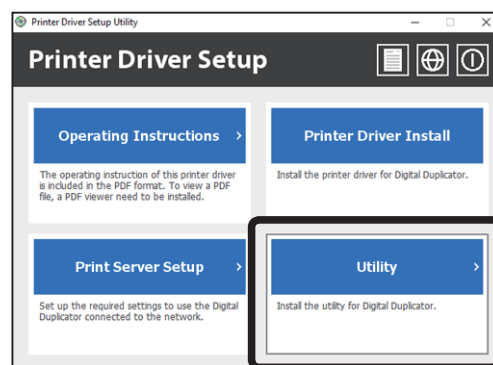 Printer Driver Setup Utility
Printer Driver Setup
Operating Instructions
The operating instruction of this printer driver
is included in the PDF format. To view a PDF
file, a PDF viewer need to be installed.
Printer Driver Install
Install the printer driver for Digital Duplicator.
Print Server Setup
Set up the required settings to use the Digital
Duplicator connected to the network.
Utility
Install the utility for Digital Duplicator.